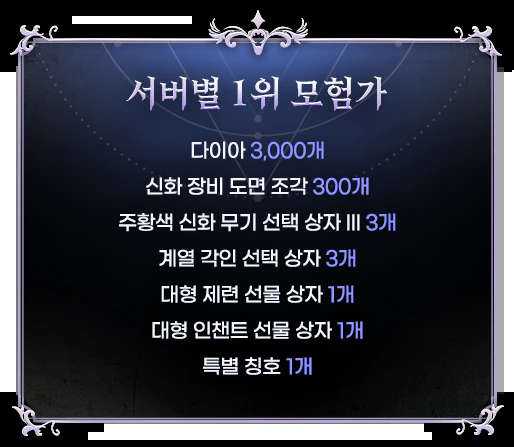 서버별 1위 모험가
다이아 3,000개
신화 장비 도면 조각 300개
주황색 신화 무기 선택 상자 III 3개
계열 각인 선택 상자 3개
대형 제련 선물 상자 1개
대형 인챈트 선물 상자 1개
특별 칭호 1개